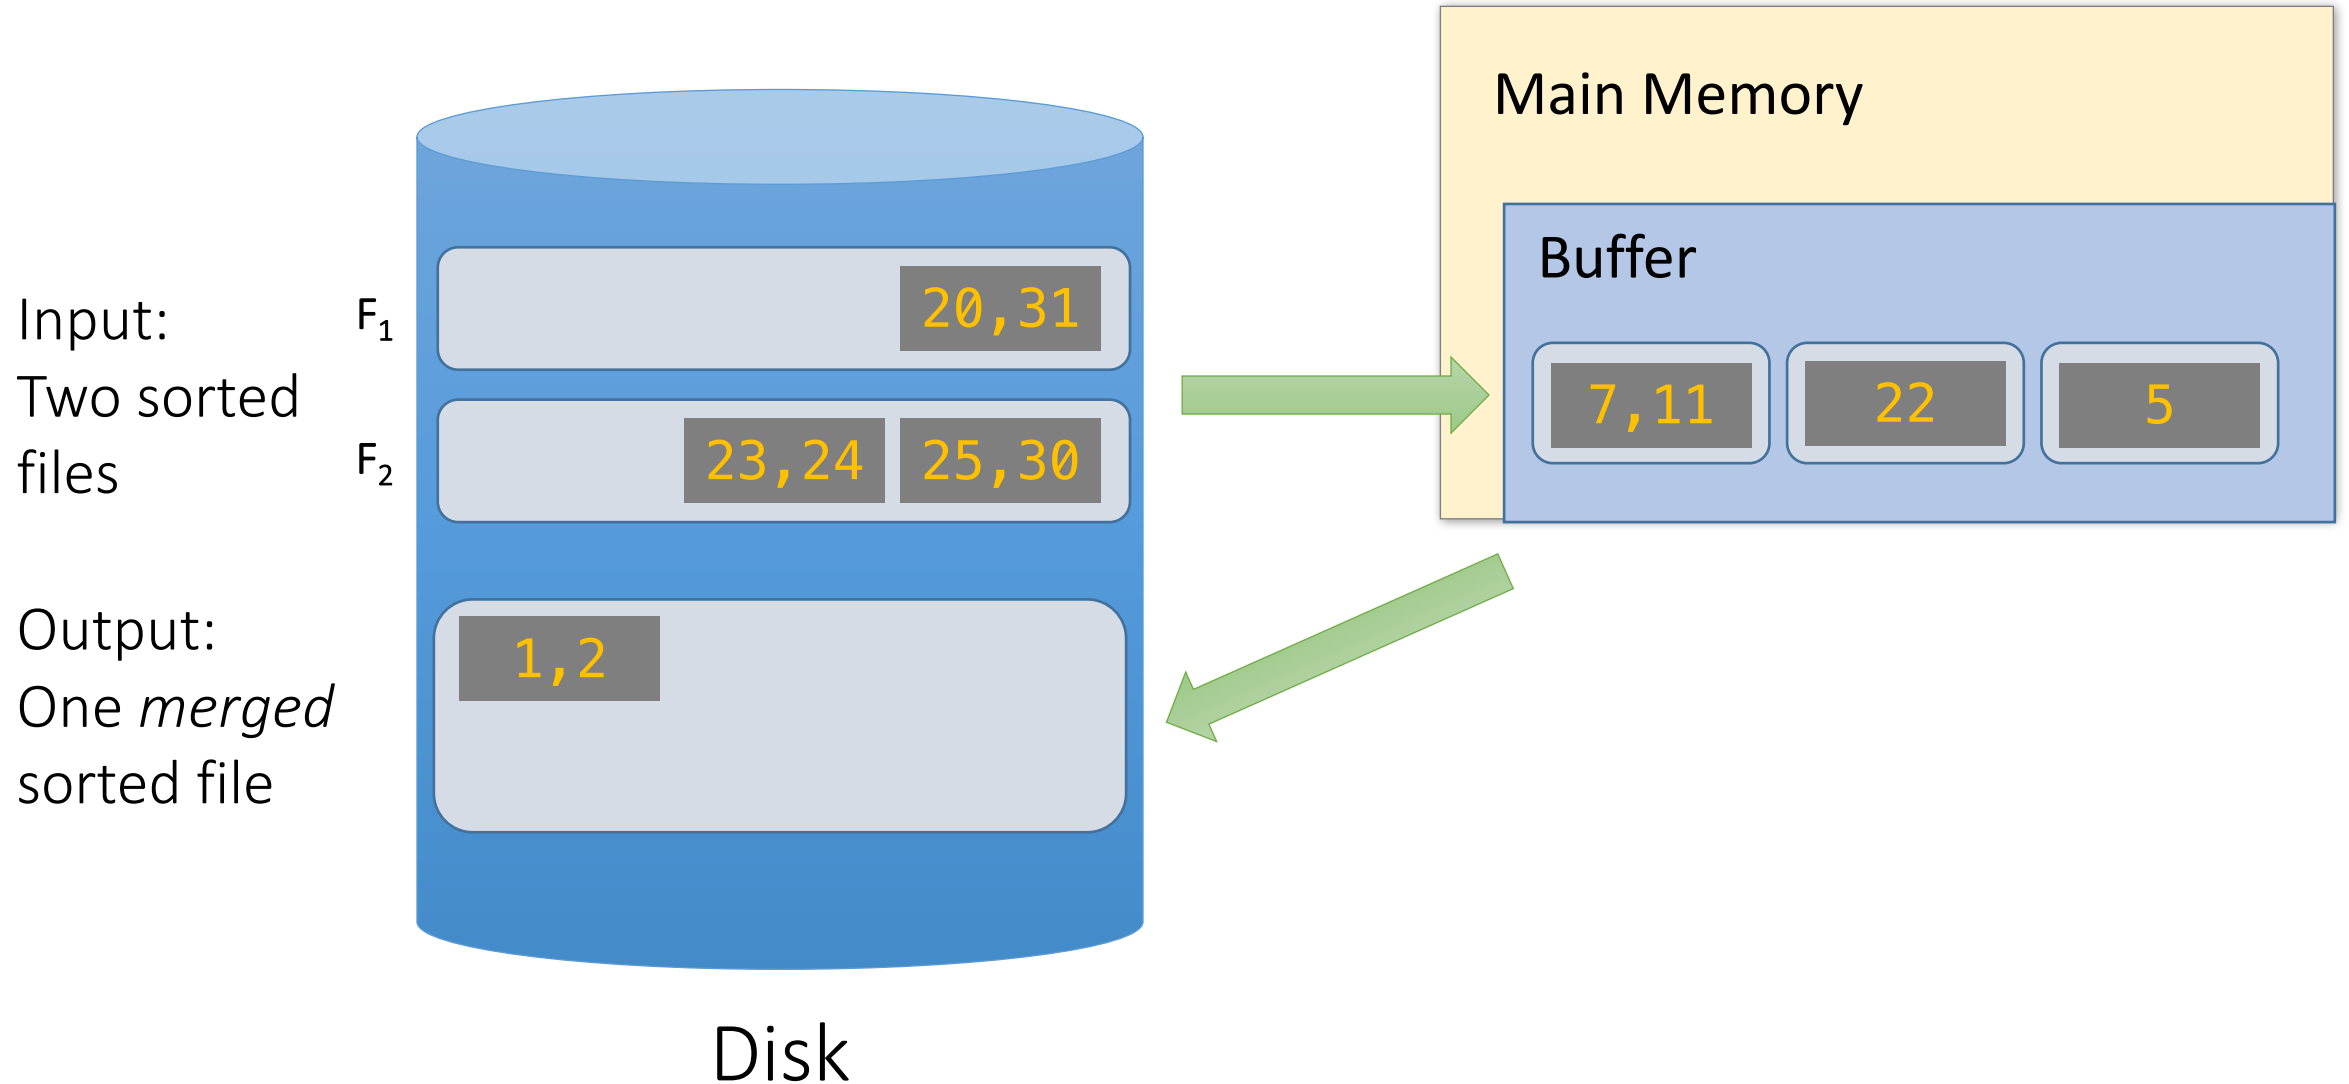 Main Memory
Buffer
Input:
Two sorted
files
F₁
20,31
F₂
23,24 25,30
7,11 22 5
Output:
One merged
sorted file
1,2
Disk